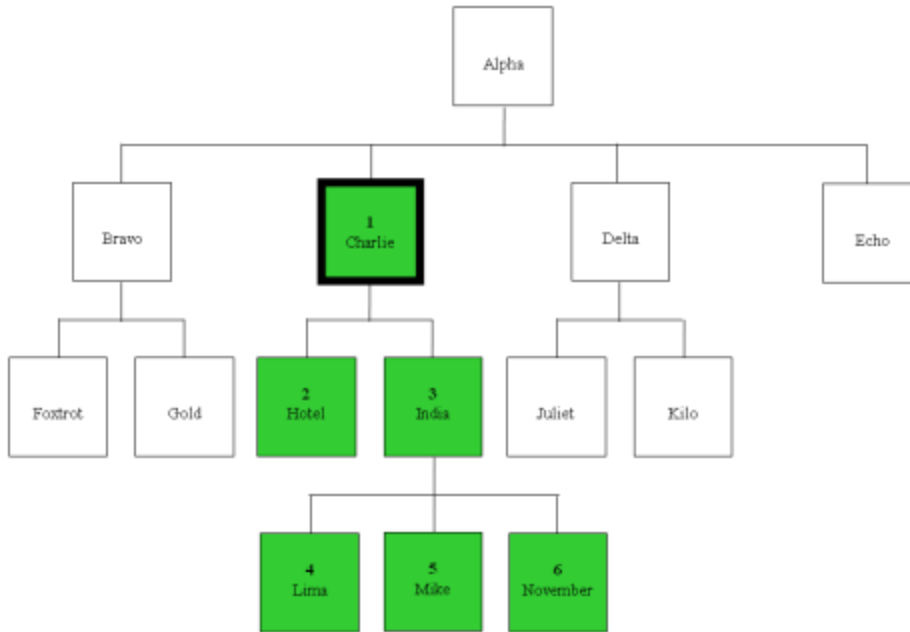 Alpha
Bravo
1
Charlie
Delta
Echo
Foxtrot
Gold
2
Hotel
3
India
Juliet
Kilo
4
Lima
5
Mike
6
November